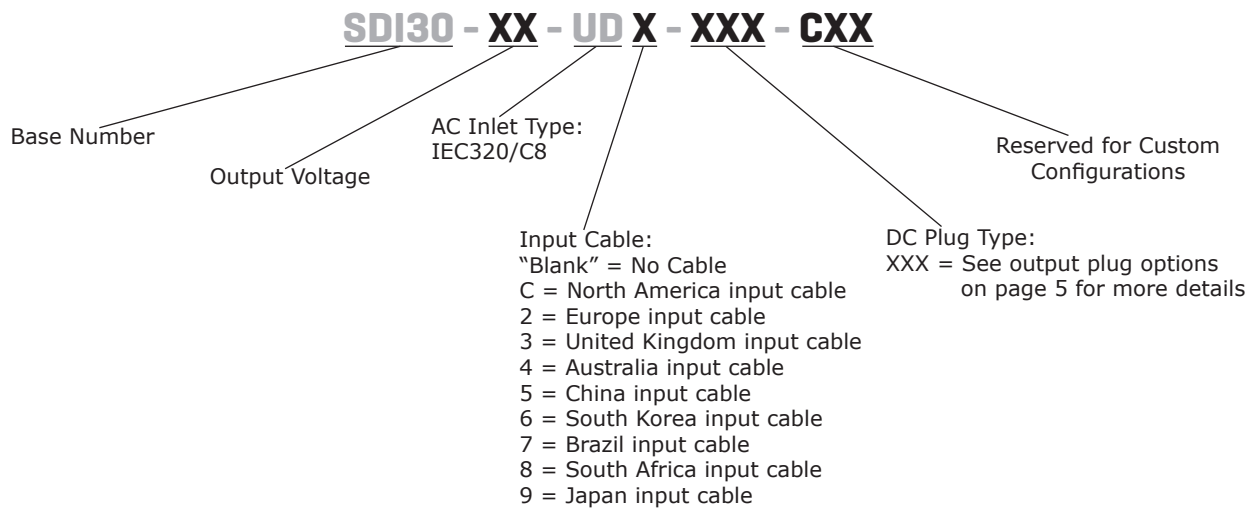 SDI30 - XX - UD X - XXX - CXX
Base Number
Output Voltage
AC Inlet Type:
IEC320/C8
Input Cable:
“Blank” = No Cable
C = North America input cable
2 = Europe input cable
3 = United Kingdom input cable
4 = Australia input cable
5 = China input cable
6 = South Korea input cable
7 = Brazil input cable
8 = South Africa input cable
9 = Japan input cable
DC Plug Type:
XXX = See output plug options
on page 5 for more details
Reserved for Custom
Configurations